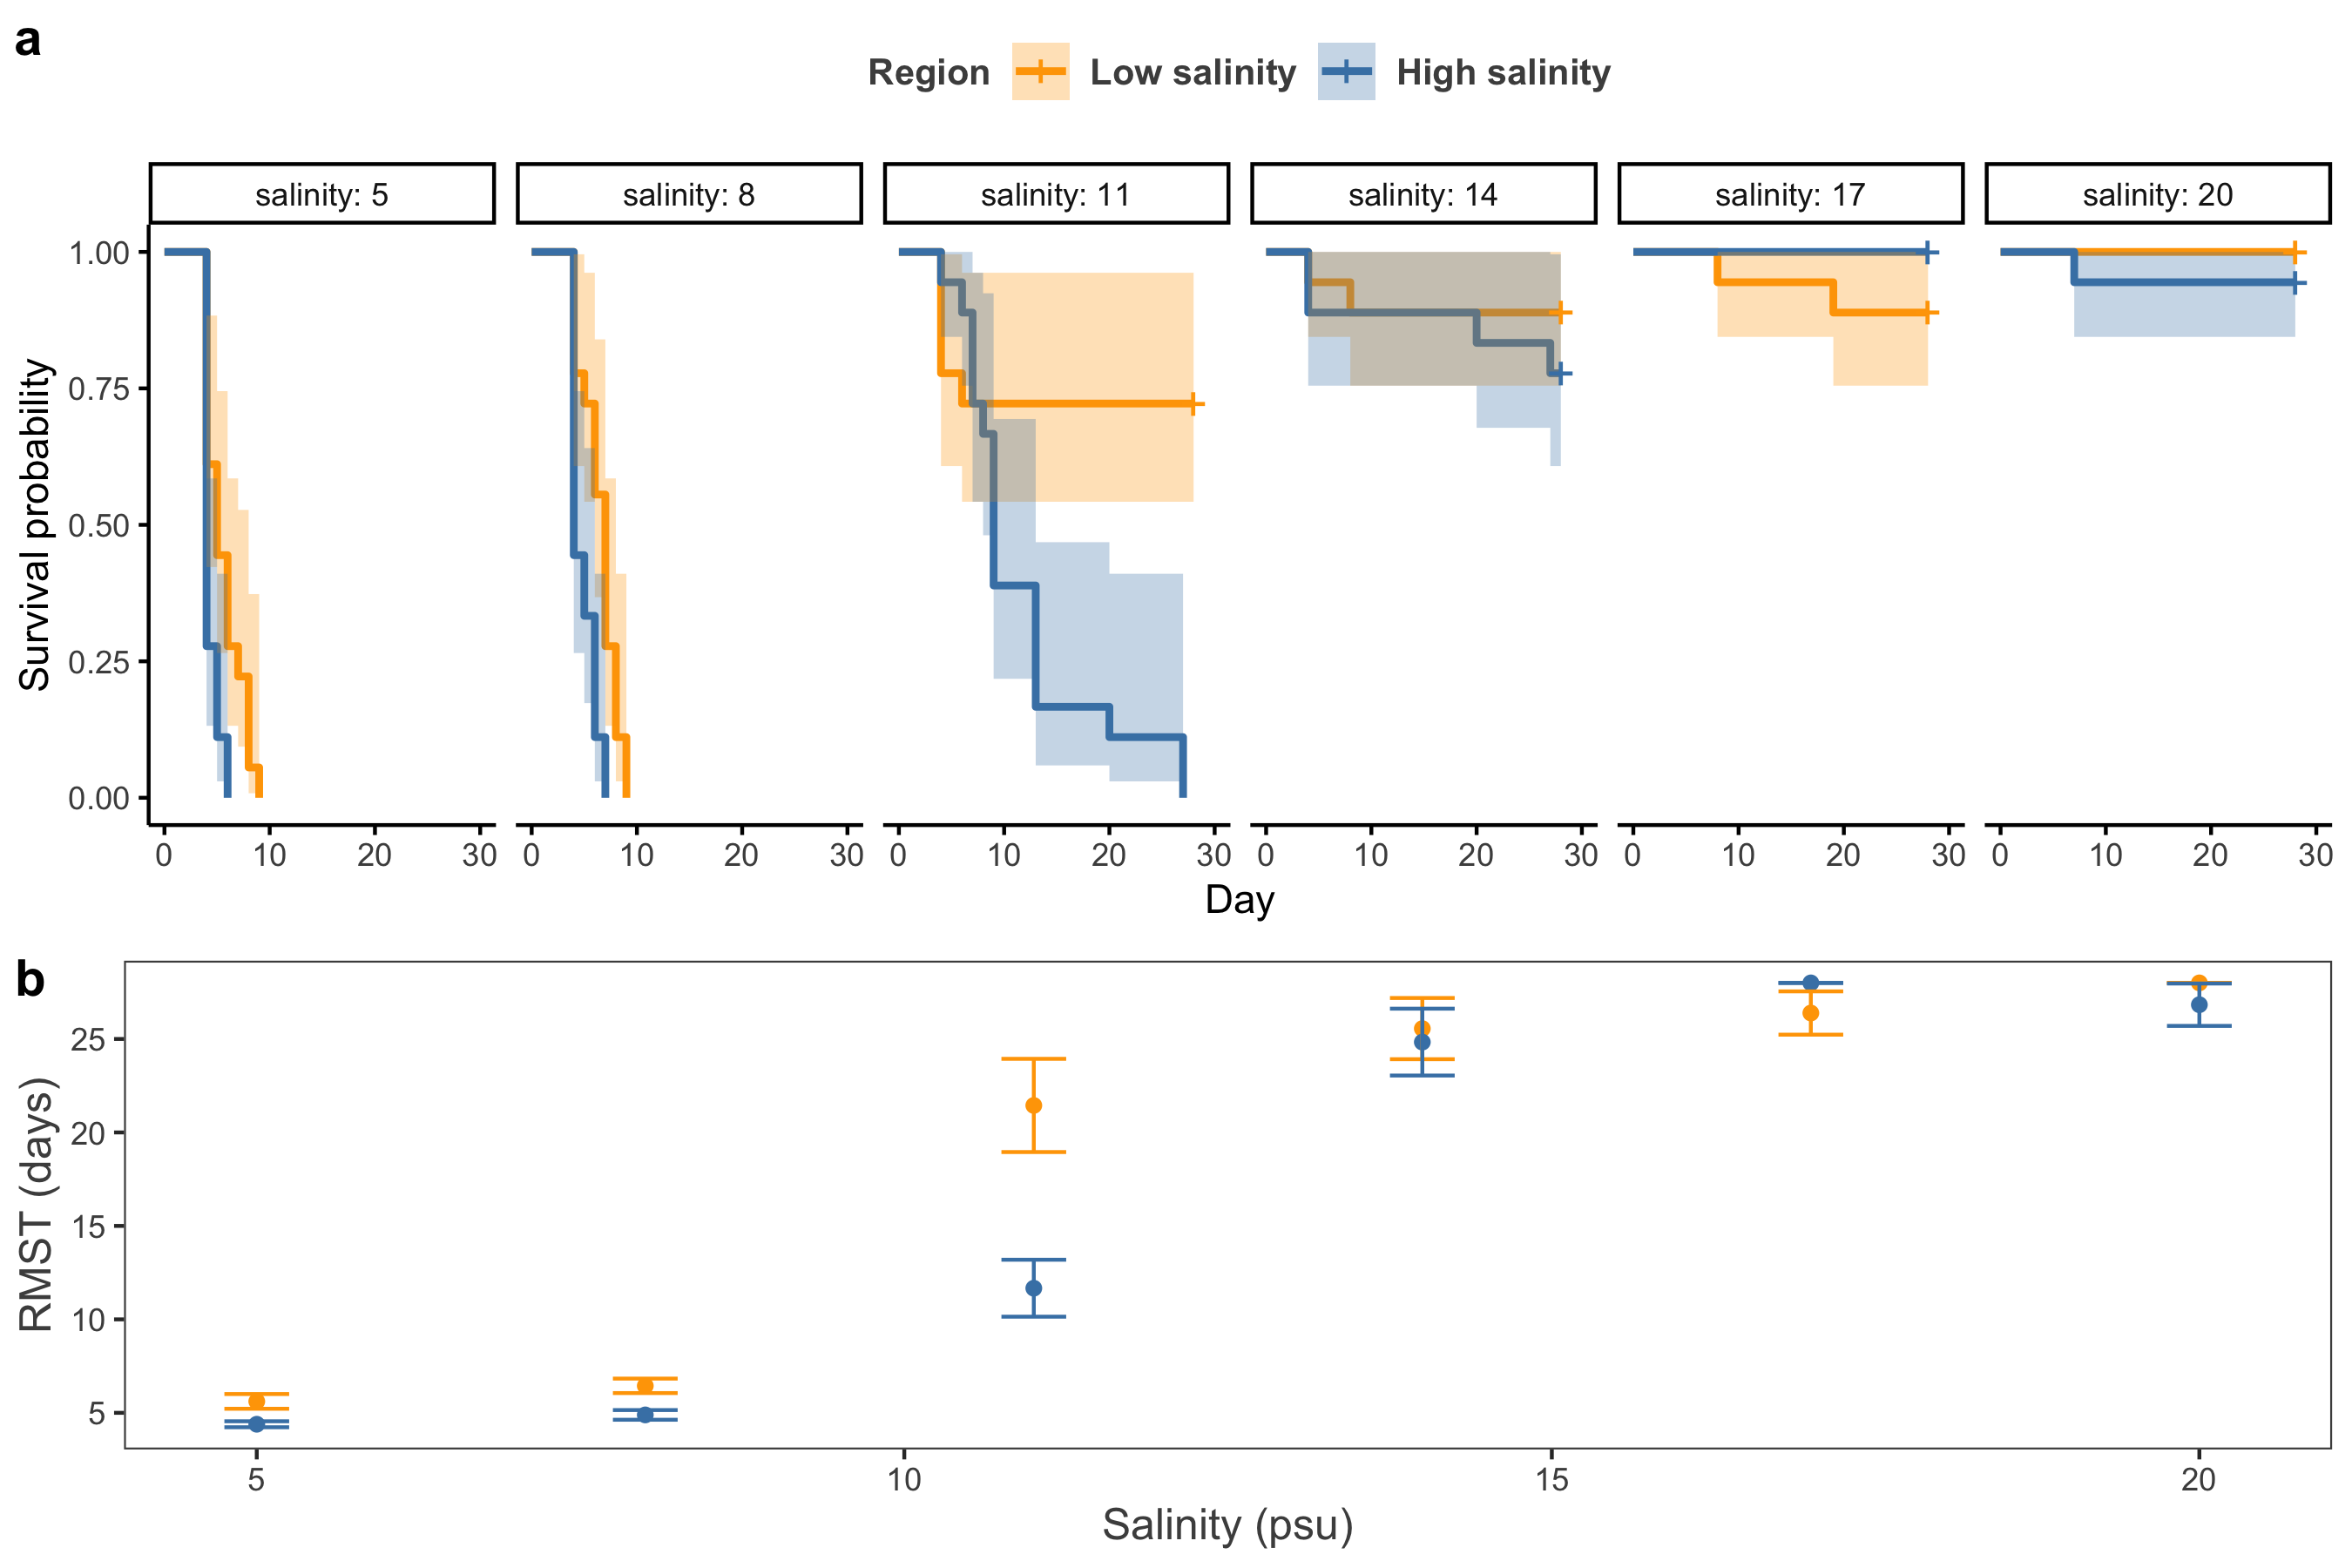 a
Region Low salinity High salinity
salinity: 5 salinity: 8 salinity: 11 salinity: 14 salinity: 17 salinity: 20
Survival probability
1.00
0.75
0.50
0.25
0.00
0 10 20 30 0 10 20 30 0 10 20 30 0 10 20 30 0 10 20 30 0 10 20 30
Day
b
RMST (days)
25
20
15
10
5
5 10 15 20
Salinity (psu)